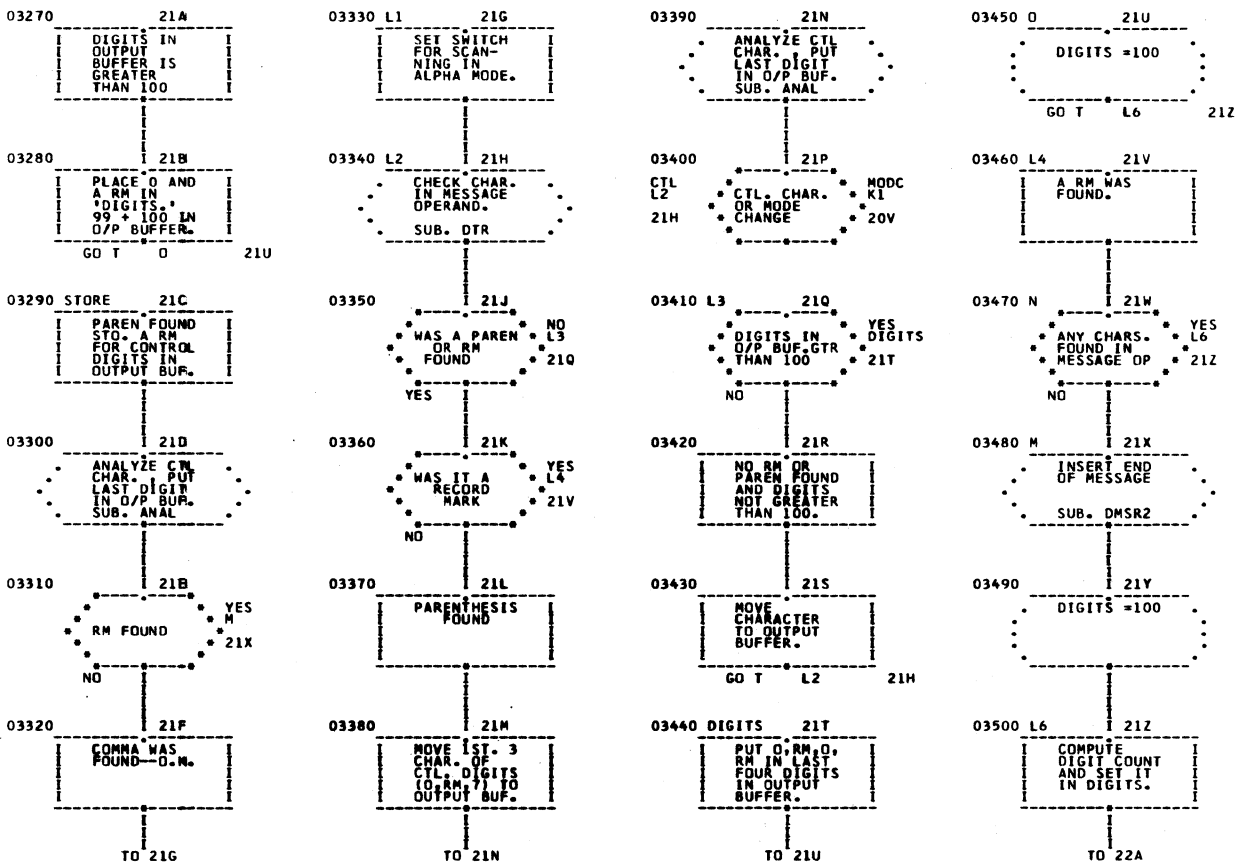 03270 21A
DIGITS IN
OUTPUT
BUFFER IS
GREATER
THAN 100
03280 21B
PLACE 0 AND
A RM IN
'DIGITS.'
99 + 100 IN
O/P BUFFER.
GO T O 21U
03290 STORE 21C
PAREN FOUND
STO. A RM
FOR CONTROL
DIGITS IN
OUTPUT BUF.
03300 21D
ANALYZE CTL
CHAR. , PUT
LAST DIGIT
IN O/P BUF.
SUB. ANAL
03310 21B
RM FOUND
YES
M
21X
NO
03320 21F
COMMA WAS
FOUND--O.M.
TO 21G
03330 L1 21G
SET SWITCH
FOR SCAN-
NING IN
ALPHA MODE.
03340 L2 21H
CHECK CHAR.
IN MESSAGE
OPERAND.
SUB. DTR
03350 21J
WAS A PAREN
OR RM
FOUND
NO
L3
21Q
YES
03360 21K
WAS IT A
RECORD
MARK
YES
L4
21V
NO
03370 21L
PARENTHESIS
FOUND
03380 21M
MOVE 1ST. 3
CHAR. OF
CTL. DIGITS
(0,RM,7) TO
OUTPUT BUF.
TO 21N
03390 21N
ANALYZE CTL
CHAR. , PUT
LAST DIGIT
IN O/P BUF.
SUB. ANAL
03400 21P
CTL
L2
21H
CTL. CHAR.
OR MODE
CHANGE
MODC
K1
20V
03410 L3 21Q
DIGITS IN
O/P BUF.GTR
THAN 100
YES
DIGITS
21T
NO
03420 21R
NO RM OR
PAREN FOUND
AND DIGITS
NOT GREATER
THAN 100.
03430 21S
MOVE
CHARACTER
TO OUTPUT
BUFFER.
GO T L2 21H
03440 DIGITS 21T
PUT 0,RM,0,
RM IN LAST
FOUR DIGITS
IN OUTPUT
BUFFER.
TO 21U
03450 O 21U
DIGITS =100
GO T L6 21Z
03460 L4 21V
A RM WAS
FOUND.
03470 N 21W
ANY CHARS.
FOUND IN
MESSAGE OP
YES
L6
21Z
NO
03480 M 21X
INSERT END
OF MESSAGE
SUB. DMSR2
03490 21Y
DIGITS =100
03500 L6 21Z
COMPUTE
DIGIT COUNT
AND SET IT
IN DIGITS.
TO 22A